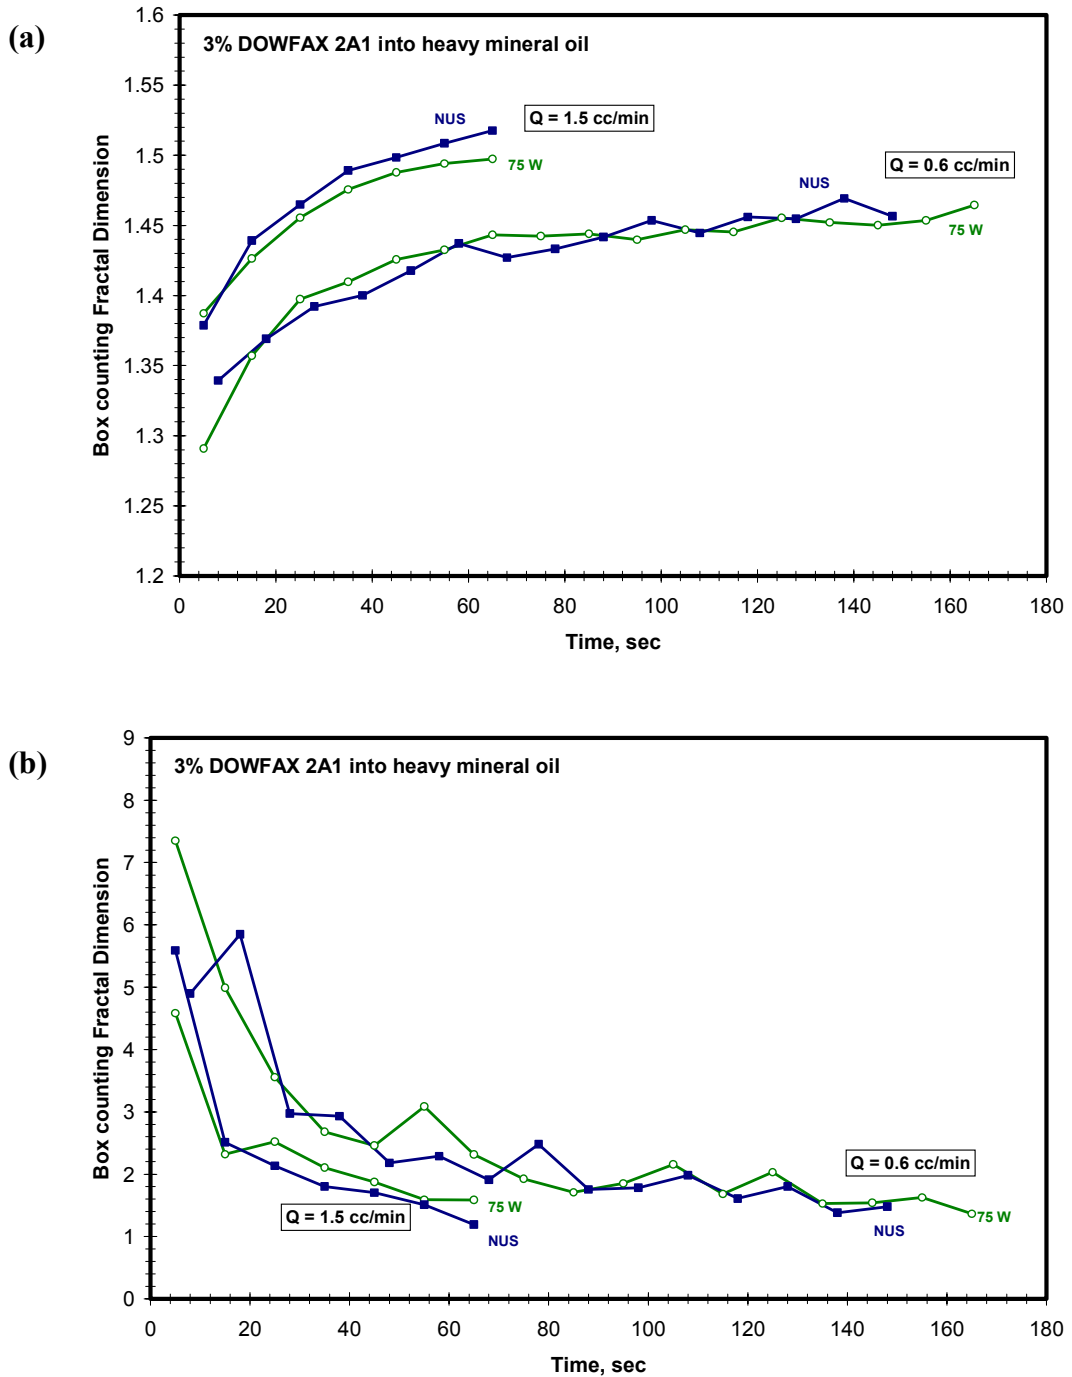 (a)
3% DOWFAX 2A1 into heavy mineral oil
1.6
1.55
1.5
1.45
1.4
1.35
1.3
1.25
1.2
Box counting Fractal Dimension
NUS
Q = 1.5 cc/min
75 W
Q = 0.6 cc/min
NUS
75 W
0 20 40 60 80 100 120 140 160 180
Time, sec
(b)
3% DOWFAX 2A1 into heavy mineral oil
9
8
7
6
5
4
3
2
1
0
Box counting Fractal Dimension
Q = 0.6 cc/min
75 W
Q = 1.5 cc/min
75 W
NUS
NUS
0 20 40 60 80 100 120 140 160 180
Time, sec